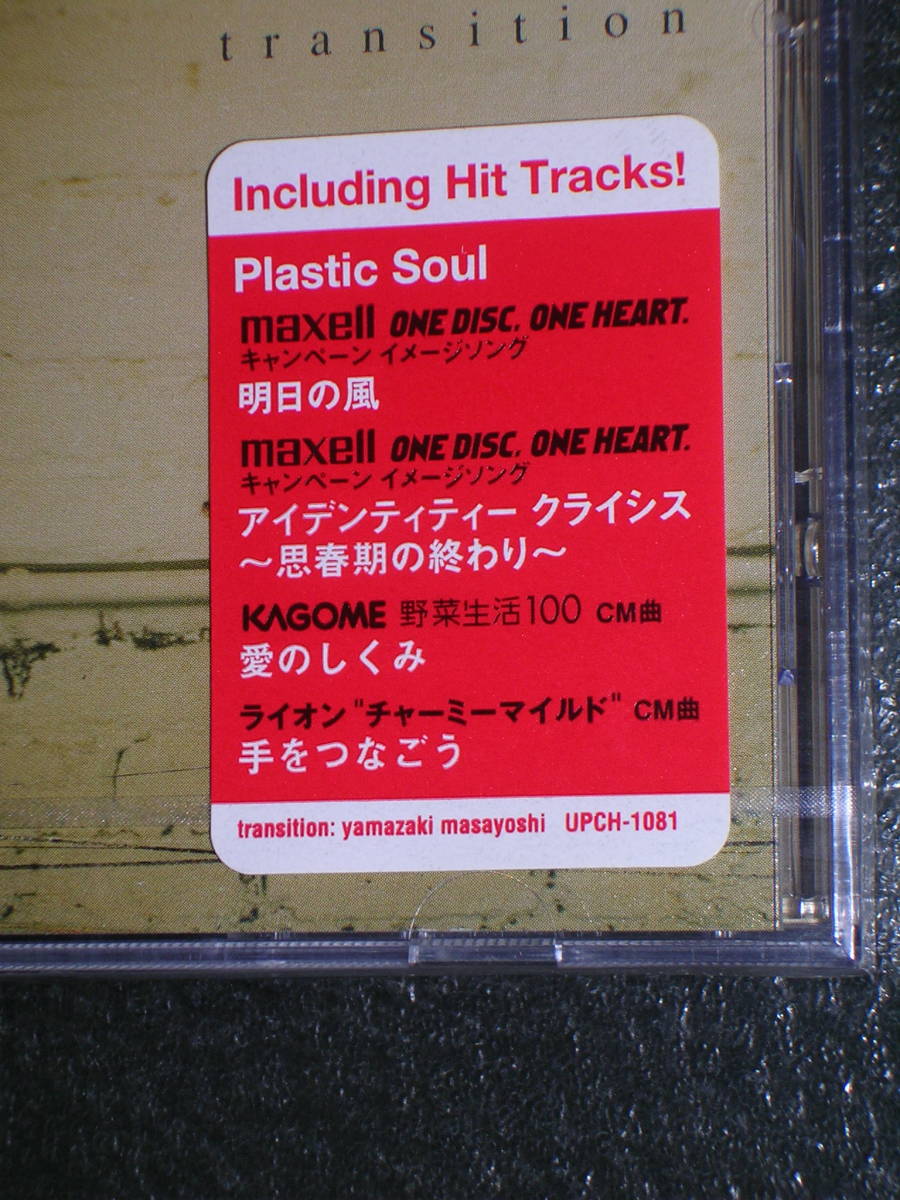 transition
Including Hit Tracks!
Plastic Soul
maxell ONE DISC, ONE HEART.
キャンペーン イメージソング
明日の風
maxell ONE DISC, ONE HEART.
キャンペーン イメージソング
アイデンティティー クライシス
〜思春期の終わり〜
KAGOME 野菜生活100 CM曲
愛のしくみ
ライオン "チャーミーマイルド" CM曲
手をつなごう
transition: yamazaki masayoshi UPCH-1081